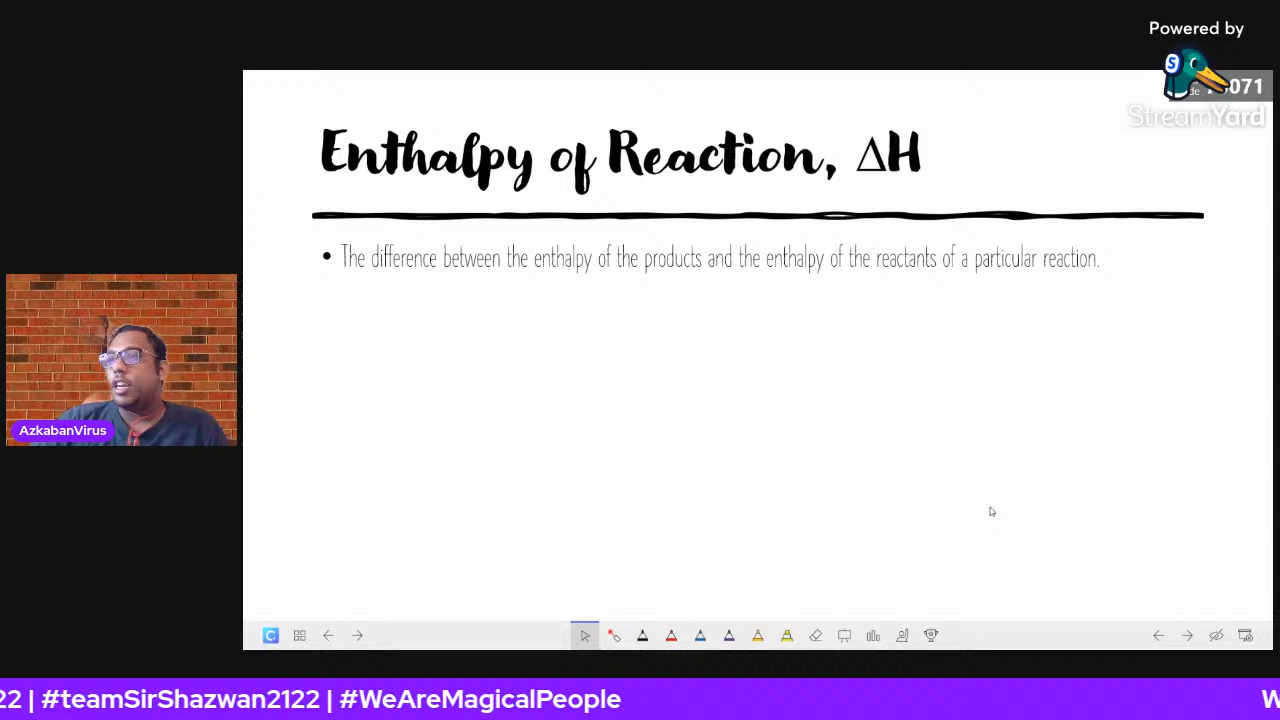 Powered by
071
StreamYard
Enthalpy of Reaction, ΔH
• The difference between the enthalpy of the products and the enthalpy of the reactants of a particular reaction.
AzkabanVirus
22 | #teamSirShazwan2122 | #WeAreMagicalPeople
W